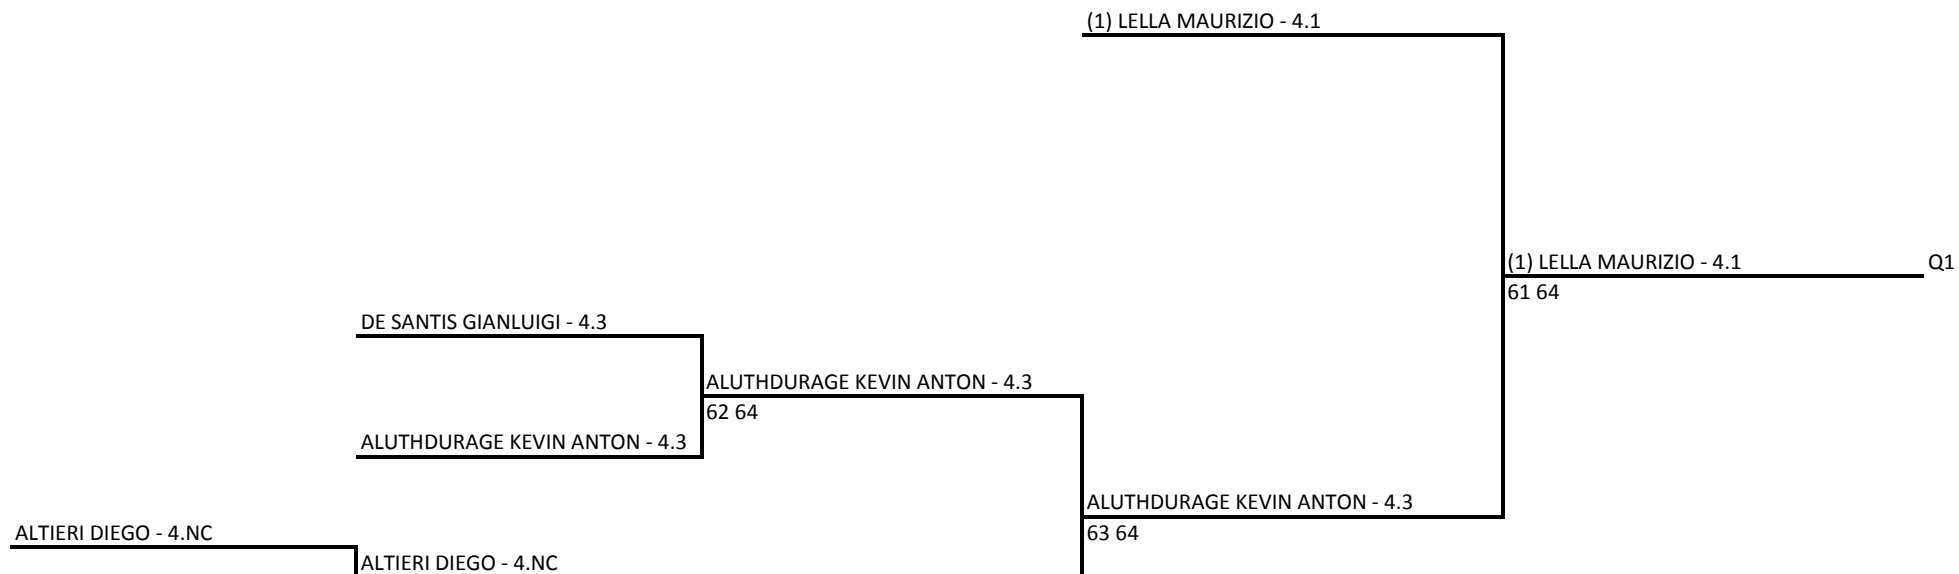 (1) LELLA MAURIZIO - 4.1
(1) LELLA MAURIZIO - 4.1
Q1
61 64
DE SANTIS GIANLUIGI - 4.3
ALUTHDURAGE KEVIN ANTON - 4.3
62 64
ALUTHDURAGE KEVIN ANTON - 4.3
ALUTHDURAGE KEVIN ANTON - 4.3
63 64
ALTIERI DIEGO - 4.NC
ALTIERI DIEGO - 4.NC